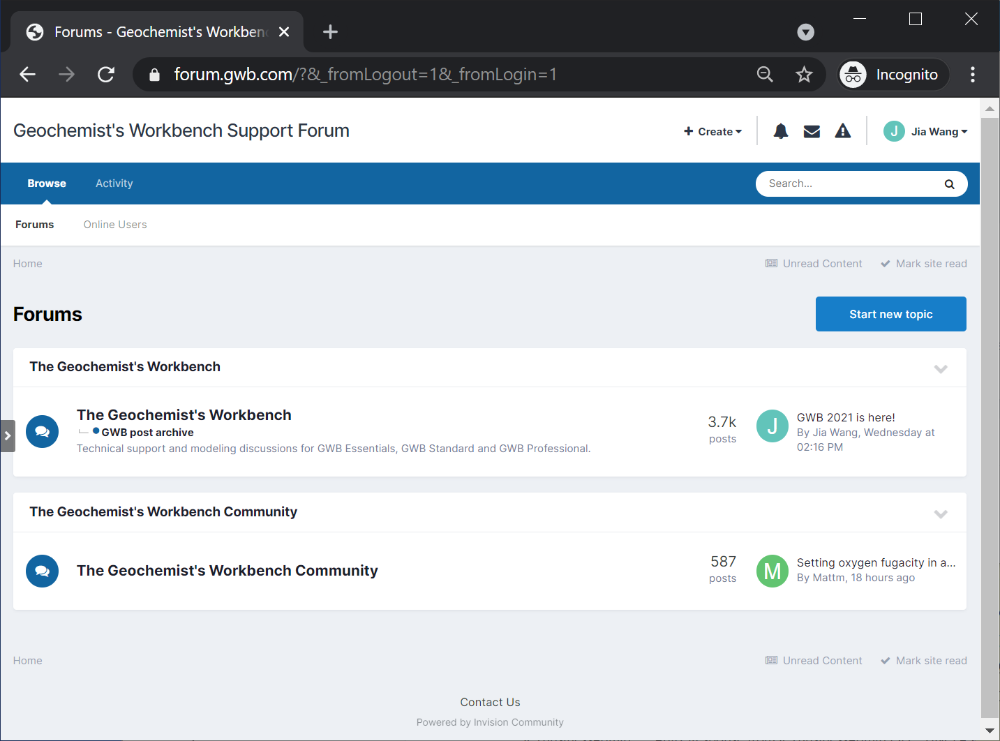 Forums - Geochemist's Workben
forum.gwb.com/?&_fromLogout=1&_fromLogin=1
Incognito
Geochemist's Workbench Support Forum
+ Create
J
Jia Wang
Browse
Activity
Search...
Forums
Online Users
Home
Unread Content
Mark site read
Forums
Start new topic
The Geochemist's Workbench
The Geochemist's Workbench
GWB post archive
Technical support and modeling discussions for GWB Essentials, GWB Standard and GWB Professional.
3.7k
posts
J
GWB 2021 is here!
By Jia Wang, Wednesday at
02:16 PM
The Geochemist's Workbench Community
The Geochemist's Workbench Community
587
posts
M
Setting oxygen fugacity in a...
By Mattm, 18 hours ago
Home
Unread Content
Mark site read
Contact Us
Powered by Invision Community